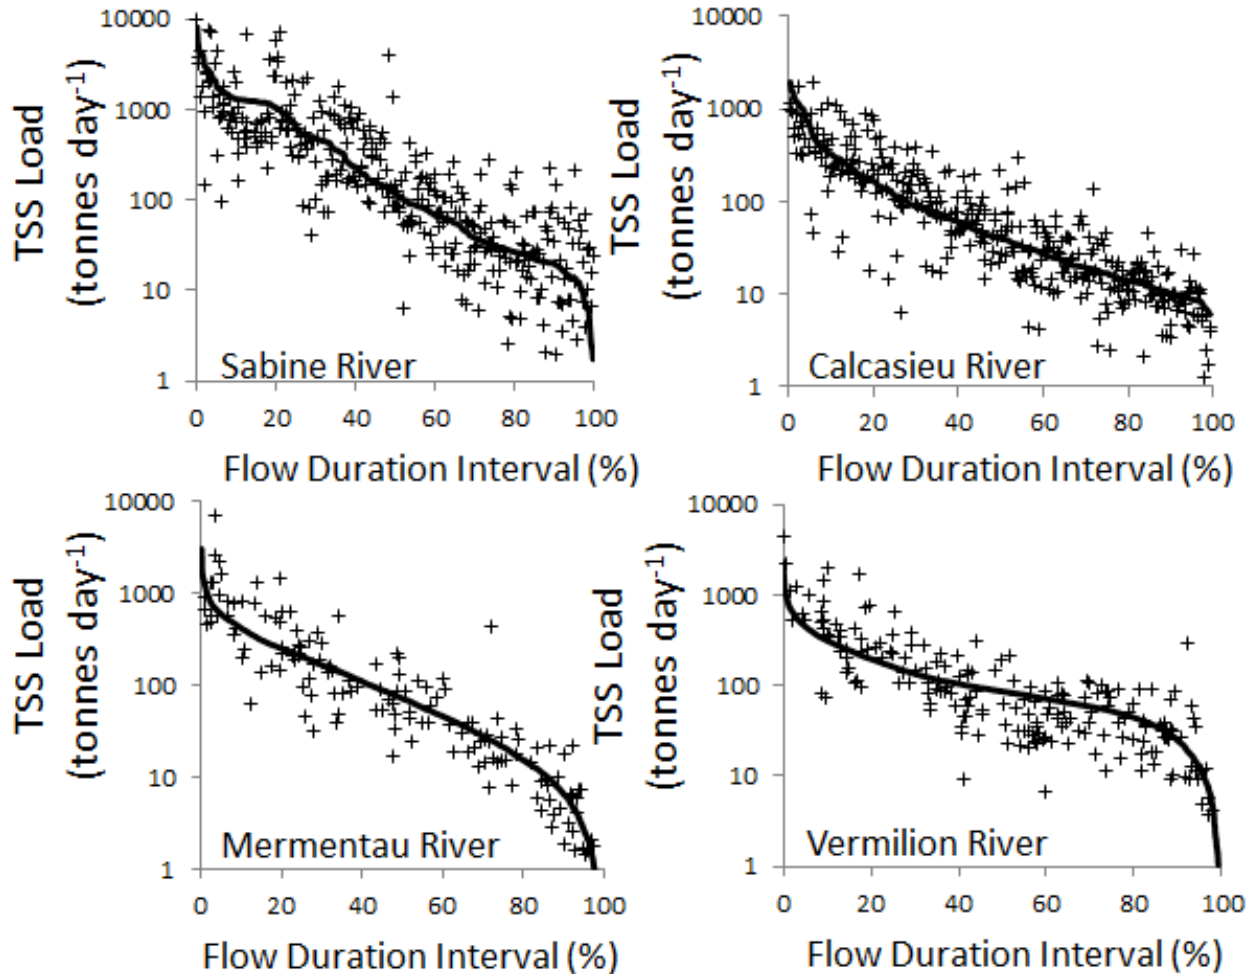 TSS Load
(tonnes day⁻¹)
10000
1000
100
10
1
Sabine River
0 20 40 60 80 100
Flow Duration Interval (%)
TSS Load
(tonnes day⁻¹)
10000
1000
100
10
1
Calcasieu River
0 20 40 60 80 100
Flow Duration Interval (%)
TSS Load
(tonnes day⁻¹)
10000
1000
100
10
1
Mermentau River
0 20 40 60 80 100
Flow Duration Interval (%)
TSS Load
(tonnes day⁻¹)
10000
1000
100
10
1
Vermilion River
0 20 40 60 80 100
Flow Duration Interval (%)